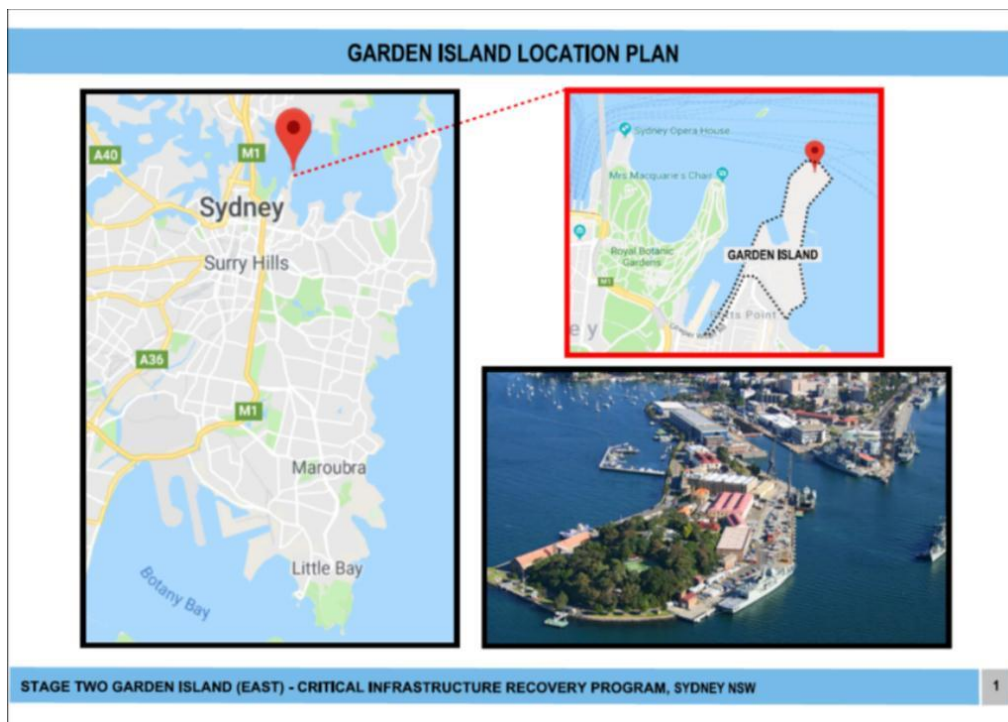 GARDEN ISLAND LOCATION PLAN
A40
M1
Sydney
Surry Hills
A36
M1
Maroubra
Little Bay
Botany Bay
Sydney Opera House
Mrs Macquarie's Chair
Royal Botanic
Gardens
GARDEN ISLAND
M1
Potts Point
ey
STAGE TWO GARDEN ISLAND (EAST) - CRITICAL INFRASTRUCTURE RECOVERY PROGRAM, SYDNEY NSW
1